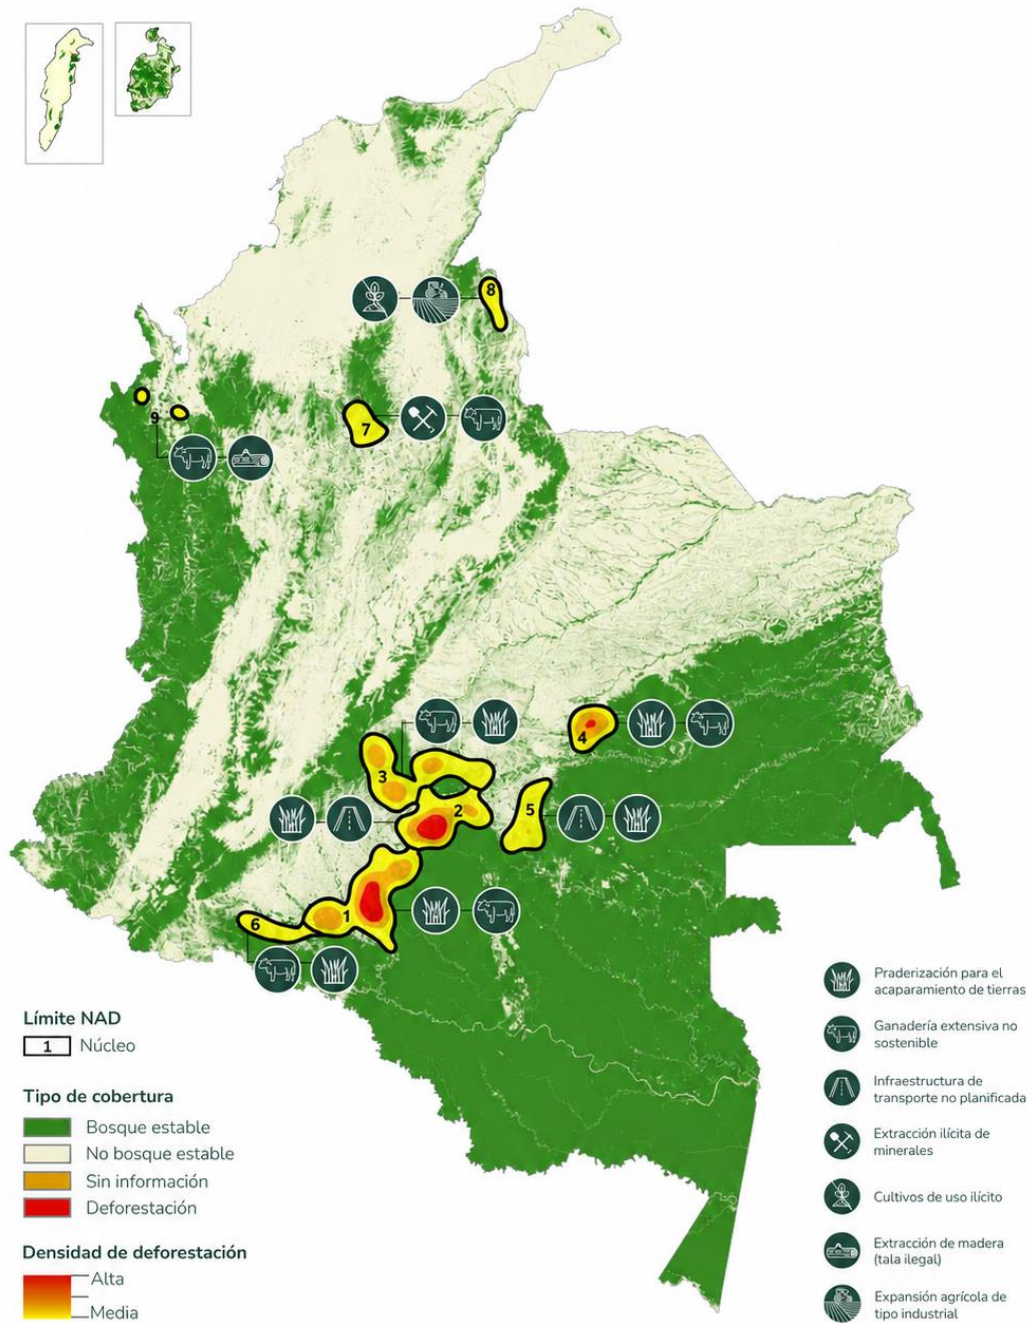 8
9
7
4
3
2
5
1
6
Límite NAD
1 Núcleo
Tipo de cobertura
Bosque estable
No bosque estable
Sin información
Deforestación
Densidad de deforestación
Alta
Media
Praderización para el
acaparamiento de tierras
Ganadería extensiva no
sostenible
Infraestructura de
transporte no planificada
Extracción ilícita de
minerales
Cultivos de uso ilícito
Extracción de madera
(tala ilegal)
Expansión agrícola de
tipo industrial